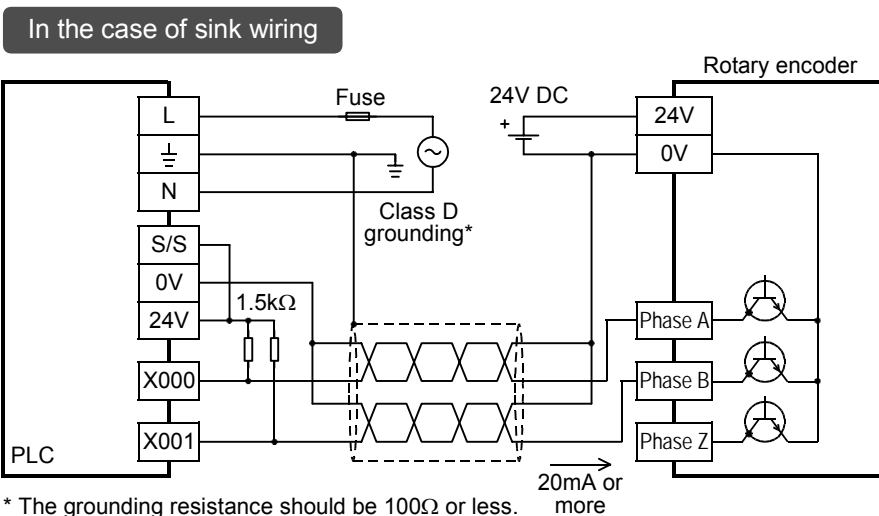 In the case of sink wiring
Rotary encoder
Fuse
24V DC
+
L
24V
0V
N
Class D
grounding*
S/S
0V
24V
1.5kΩ
X000
X001
Phase A
Phase B
Phase Z
PLC
20mA or
more
* The grounding resistance should be 100Ω or less.